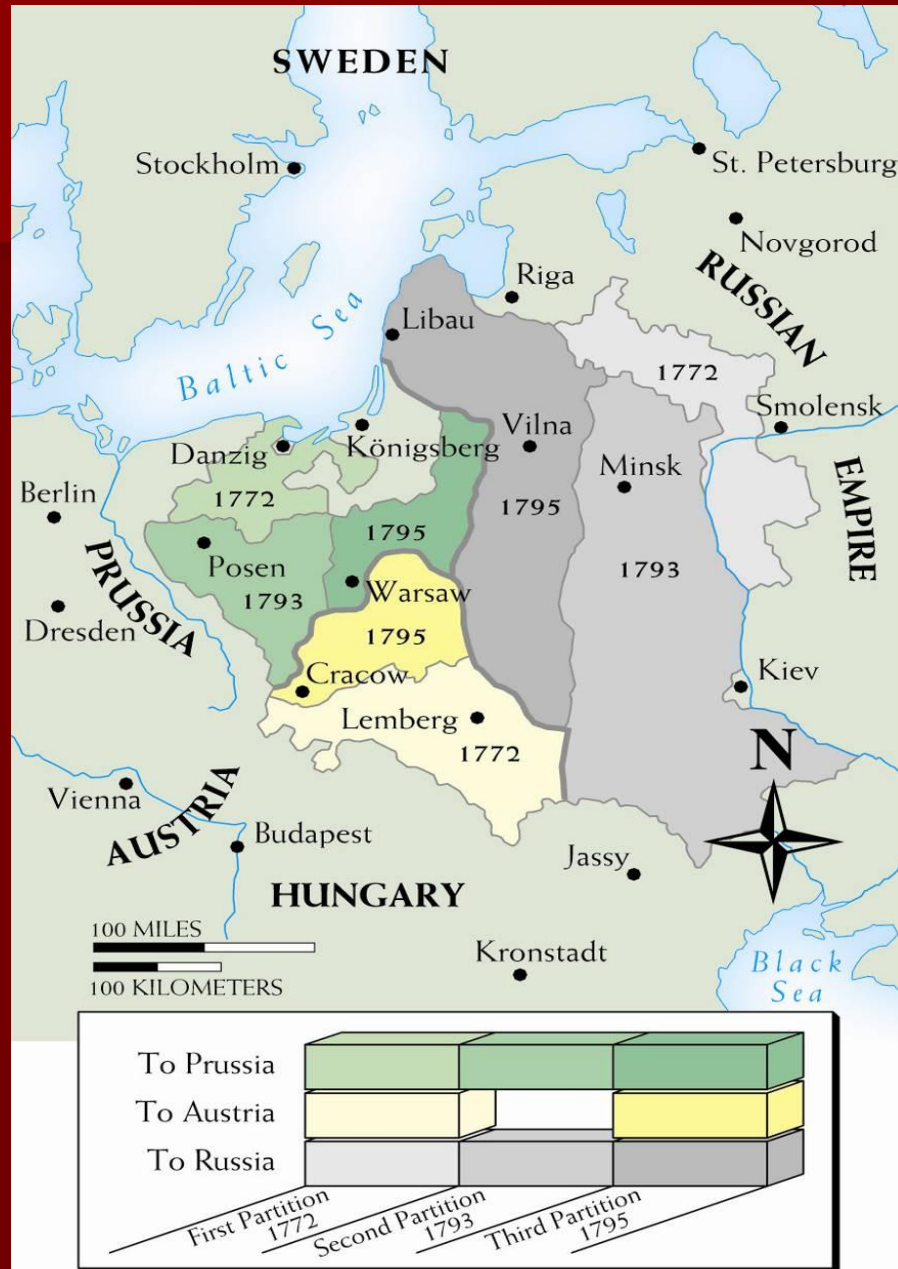 SWEDEN
Stockholm
St. Petersburg
Novgorod
RUSSIAN
Riga
Libau
Baltic Sea
1772
Smolensk
Danzig
Königsberg
Vilna
Minsk
EMPIRE
Berlin
1772
1795
1795
PRUSSIA
Posen
1793
1793
Warsaw
Dresden
1795
Cracow
Kiev
Lemberg
1772
N
Vienna
AUSTRIA
Budapest
Jassy
HUNGARY
100 MILES
100 KILOMETERS
Kronstadt
Black
Sea
To Prussia
To Austria
To Russia
First Partition
1772
Second Partition
1793
Third Partition
1795